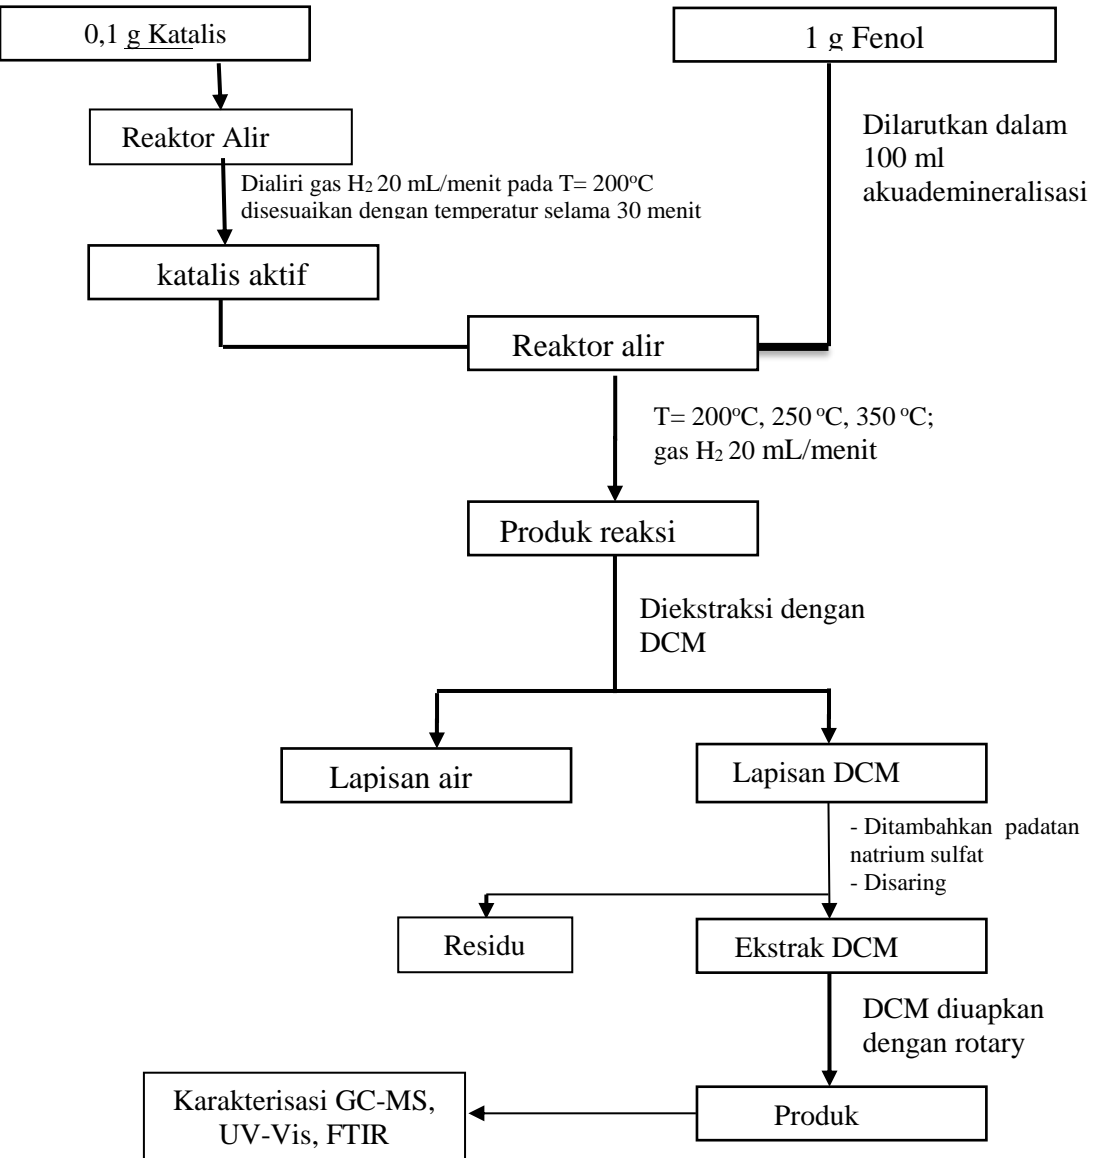 0,1 g Katalis
1 g Fenol
Reaktor Alir
Dilarutkan dalam
100 ml
akuademineralisasi
Dialiri gas H₂ 20 mL/menit pada T= 200°C
disesuaikan dengan temperatur selama 30 menit
katalis aktif
Reaktor alir
T= 200°C, 250 °C, 350 °C;
gas H₂ 20 mL/menit
Produk reaksi
Diekstraksi dengan
DCM
Lapisan air
Lapisan DCM
- Ditambahkan padatan
natrium sulfat
- Disaring
Residu
Ekstrak DCM
DCM diuapkan
dengan rotary
Karakterisasi GC-MS,
UV-Vis, FTIR
Produk